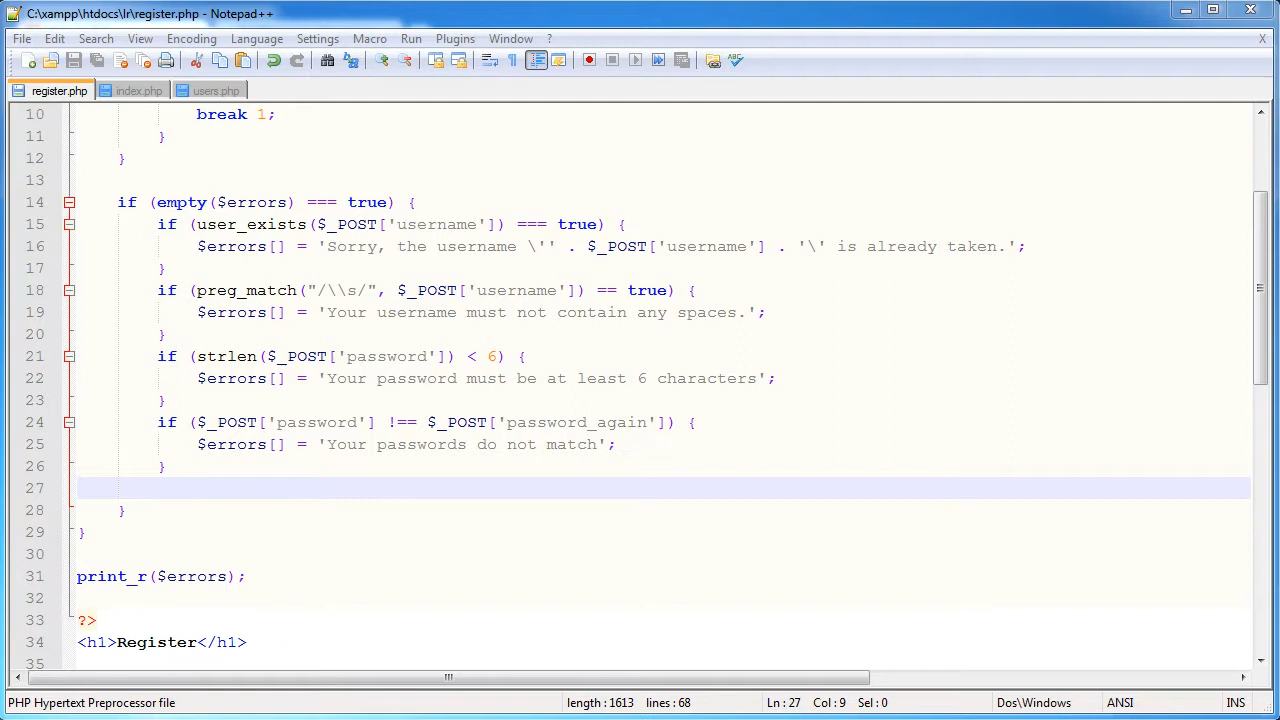 C:\xampp\htdocs\lr\register.php - Notepad++
File Edit Search View Encoding Language Settings Macro Run Plugins Window ? X
register.php index.php users.php
10 break 1;
11 }
12 }
13
14 if (empty($errors) === true) {
15 if (user_exists($_POST['username']) === true) {
16 $errors[] = 'Sorry, the username \'' . $_POST['username'] . '\' is already taken.';
17 }
18 if (preg_match("/\\s/", $_POST['username']) == true) {
19 $errors[] = 'Your username must not contain any spaces.';
20 }
21 if (strlen($_POST['password']) < 6) {
22 $errors[] = 'Your password must be at least 6 characters';
23 }
24 if ($_POST['password'] !== $_POST['password_again']) {
25 $errors[] = 'Your passwords do not match';
26 }
27
28 }
29 }
30
31 print_r($errors);
32
33 ?>
34 <h1>Register</h1>
35
PHP Hypertext Preprocessor file length : 1613 lines : 68 Ln : 27 Col : 9 Sel : 0 Dos\Windows ANSI INS